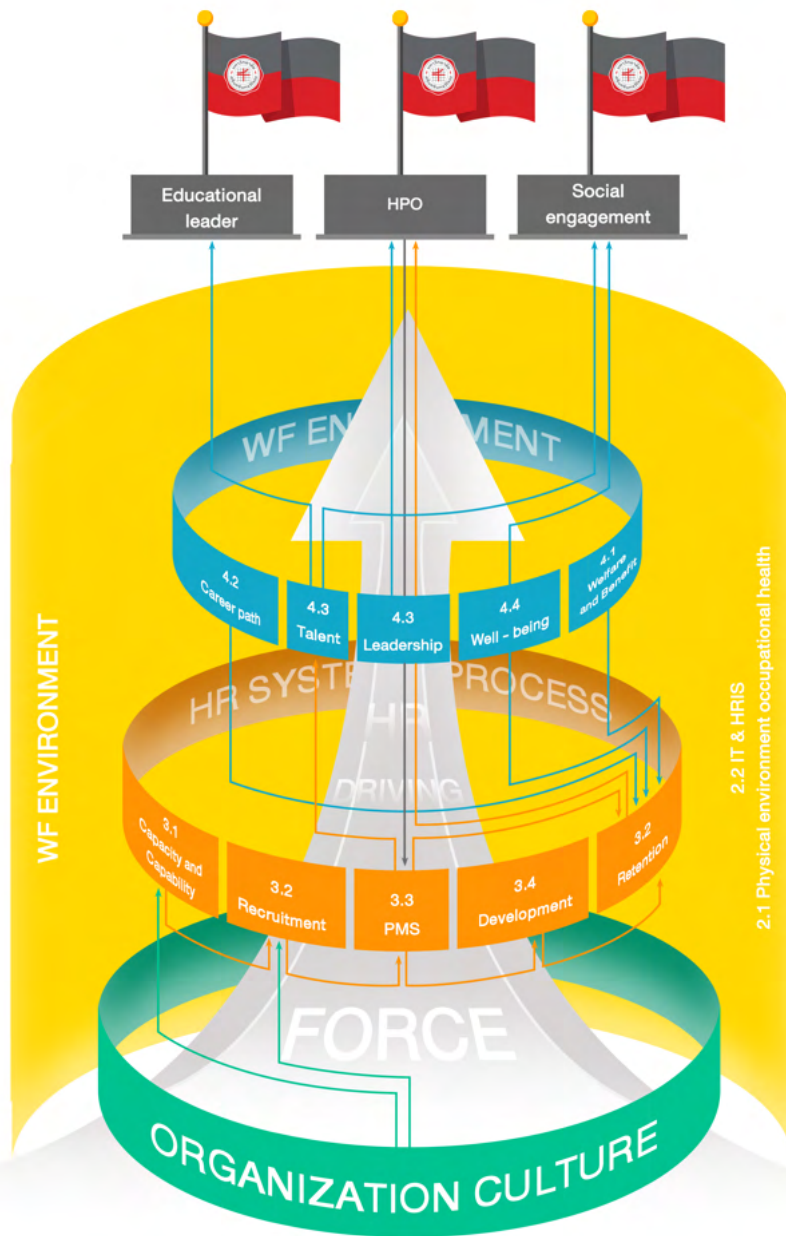 Educational
leader
HPO
Social
engagement
WF EN MENT
4.2
Career path
4.3
Talent
4.3
Leadership
4.4
Well - being
4.1
Welfare
and Benefit
HR SYSTE PROCESS
HR
DRIVING
3.1
Capacity and
Capability
3.2
Recruitment
3.3
PMS
3.4
Development
3.2
Retention
FORCE
ORGANIZATION CULTURE
WF ENVIRONMENT
2.2 IT & HRIS
2.1 Physical environment occupational health